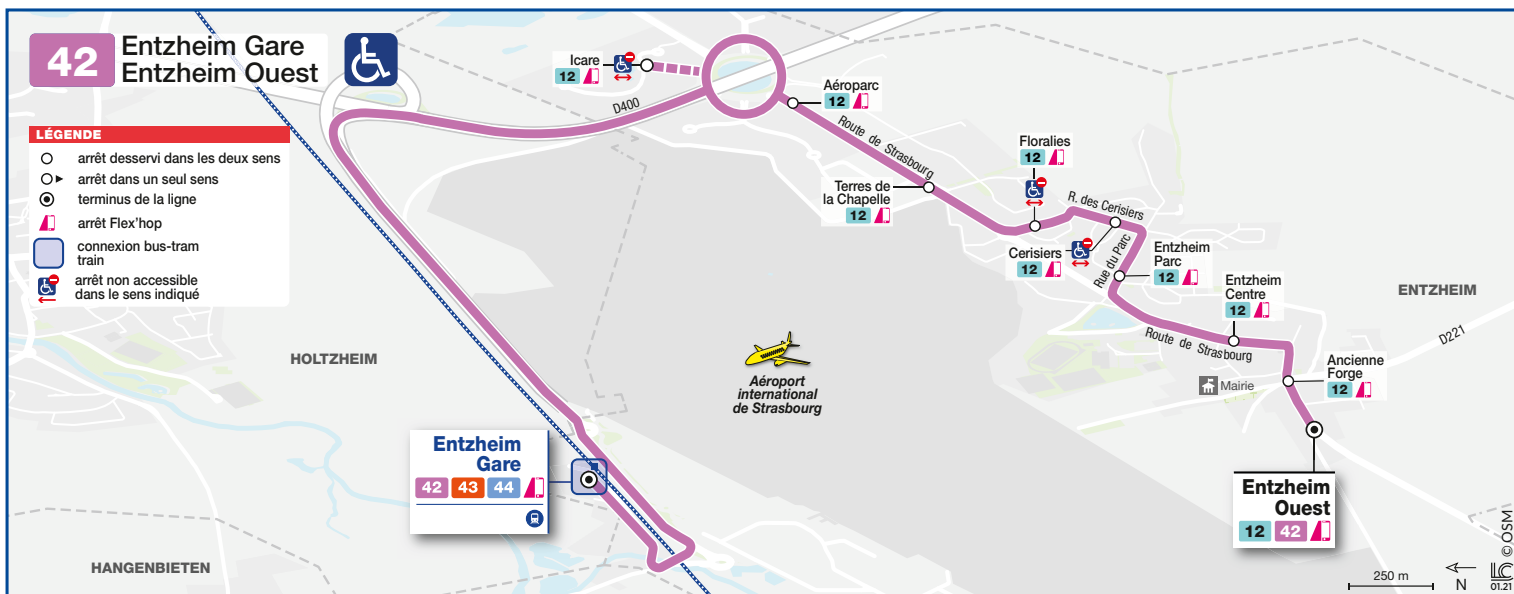 42
Entzheim Gare
Entzheim Ouest
LÉGENDE
arrêt desservi dans les deux sens
arrêt dans un seul sens
terminus de la ligne
arrêt Flex'hop
connexion bus-tram
train
arrêt non accessible
dans le sens indiqué
Icare
12
D400
Aéroparc
12
Route de Strasbourg
Terres de
la Chapelle
12
Floralies
12
R. des Cerisiers
Cerisiers
12
Rue du Parc
Entzheim
Parc
12
Entzheim
Centre
12
Route de Strasbourg
ENTZHEIM
D221
Mairie
Ancienne
Forge
12
HOLTZHEIM
Aéroport
international
de Strasbourg
Entzheim
Gare
42 43 44
Entzheim
Ouest
12 42
HANGENBIETEN
250 m
N
LC
01.21
© OSM